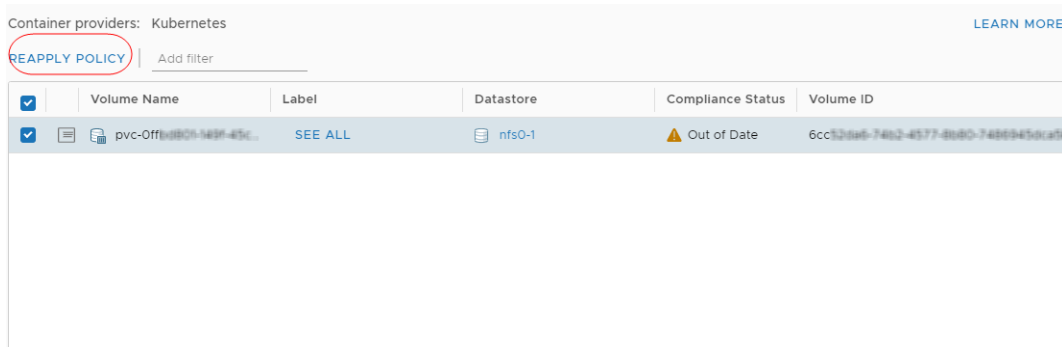 Container providers: Kubernetes LEARN MORE
REAPPLY POLICY Add filter
Volume Name Label Datastore Compliance Status Volume ID
pvc-0ff SEE ALL nfs0-1 Out of Date 6cc